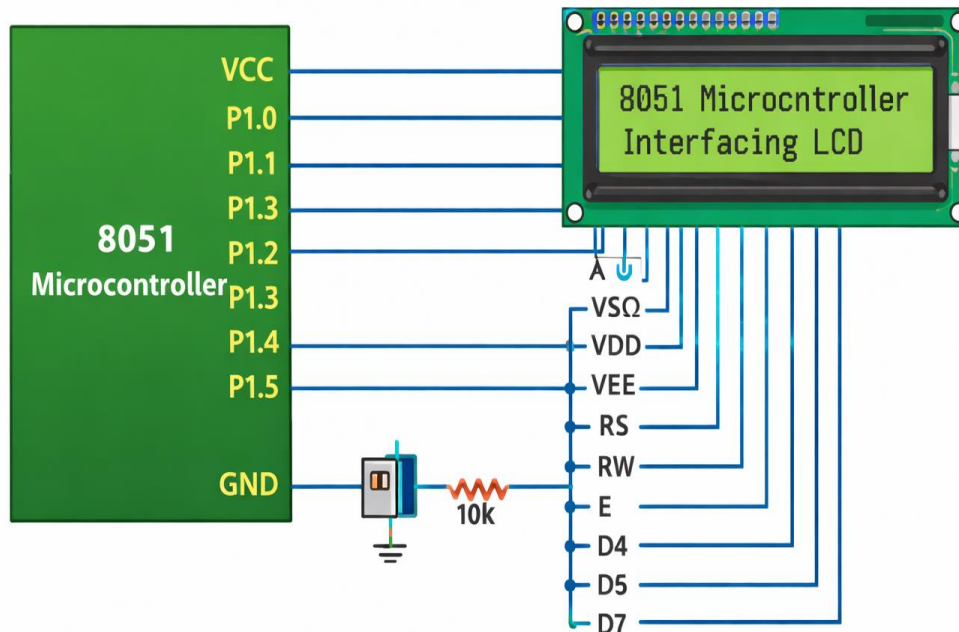 VCC
P1.0
P1.1
P1.3
P1.2
P1.3
P1.4
P1.5
GND
8051
Microcontroller
8051 Microcntroller
Interfacing LCD
A
VSΩ
VDD
VEE
RS
RW
E
D4
D5
D7
10k